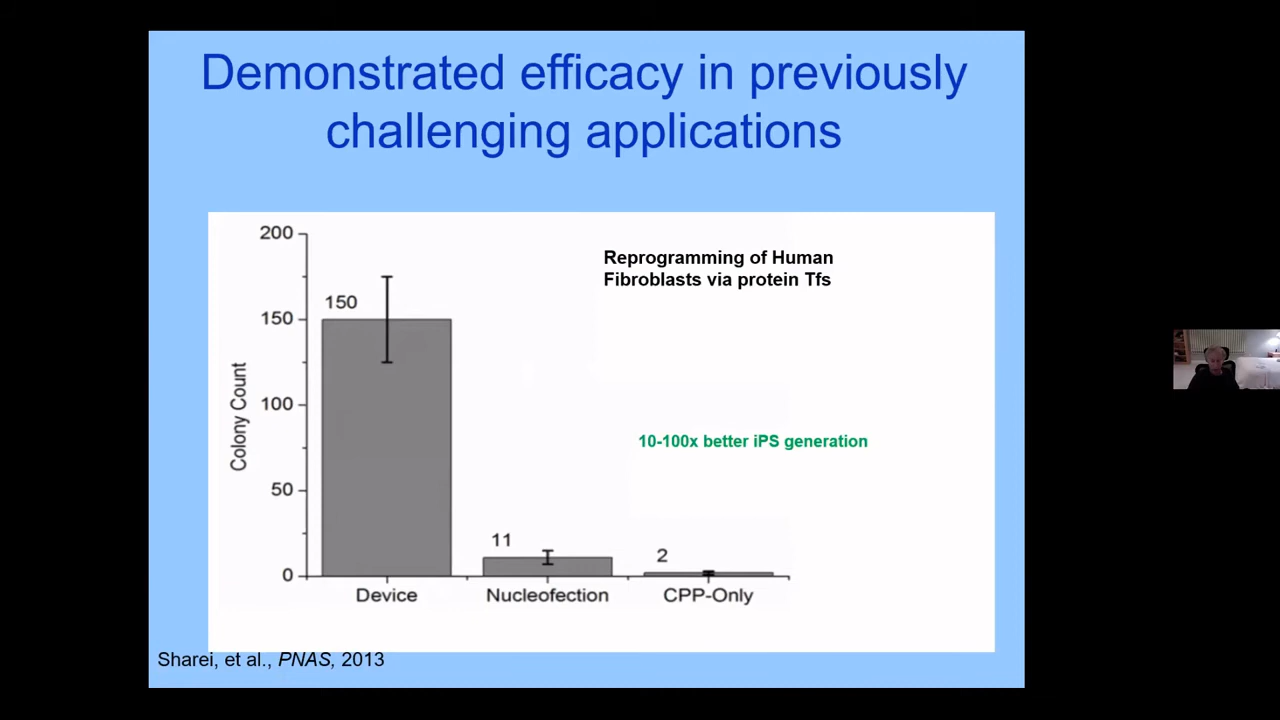 Demonstrated efficacy in previously
challenging applications
200
150
100
50
0
Colony Count
150
11
2
Device
Nucleofection
CPP-Only
Reprogramming of Human
Fibroblasts via protein Tfs
10-100x better iPS generation
Sharei, et al., PNAS, 2013